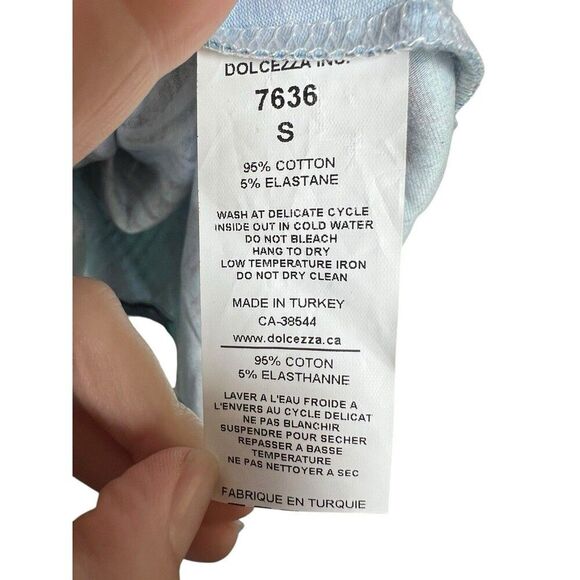 DOLCEZZA INC.
7636
S
95% COTTON
5% ELASTANE
WASH AT DELICATE CYCLE
INSIDE OUT IN COLD WATER
DO NOT BLEACH
HANG TO DRY
LOW TEMPERATURE IRON
DO NOT DRY CLEAN
MADE IN TURKEY
CA-38544
www.dolcezza.ca
95% COTON
5% ELASTHANNE
LAVER A L'EAU FROIDE A
L'ENVERS AU CYCLE DELICAT
NE PAS BLANCHIR
SUSPENDRE POUR SECHER
REPASSER A BASSE
TEMPERATURE
NE PAS NETTOYER A SEC
FABRIQUE EN TURQUIE